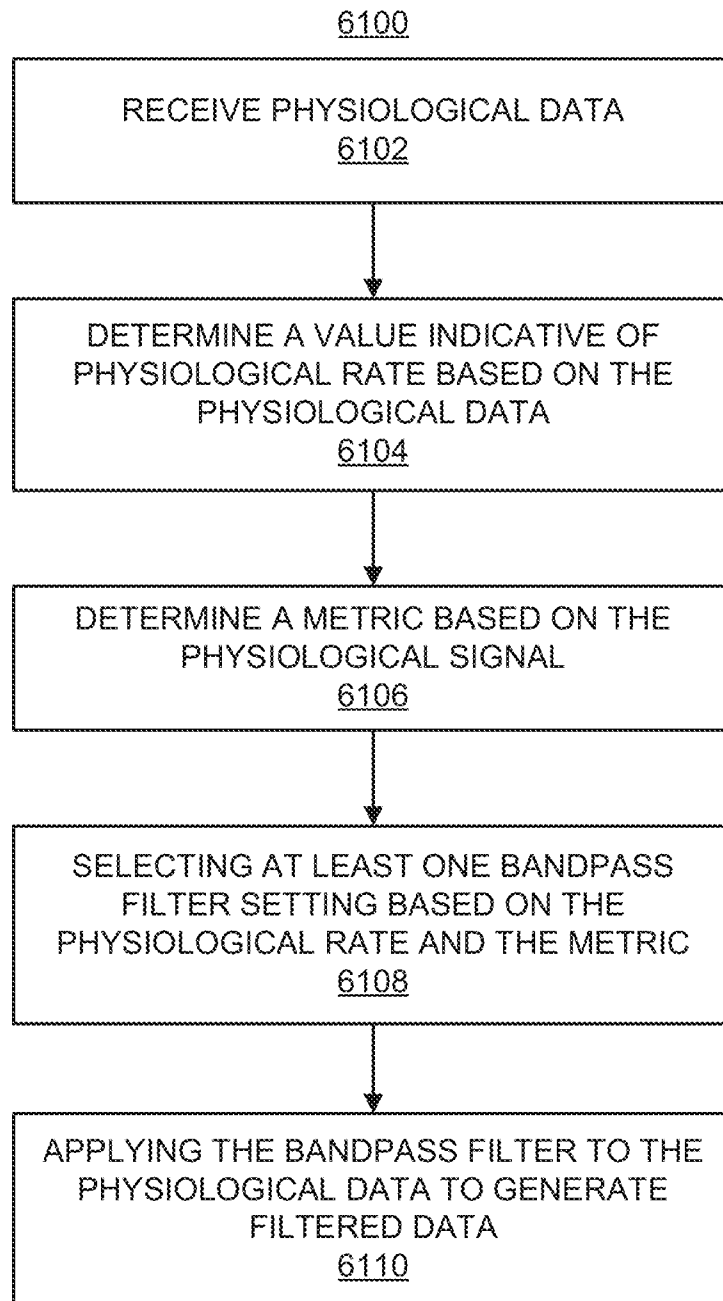 6100
RECEIVE PHYSIOLOGICAL DATA
6102
DETERMINE A VALUE INDICATIVE OF
PHYSIOLOGICAL RATE BASED ON THE
PHYSIOLOGICAL DATA
6104
DETERMINE A METRIC BASED ON THE
PHYSIOLOGICAL SIGNAL
6106
SELECTING AT LEAST ONE BANDPASS
FILTER SETTING BASED ON THE
PHYSIOLOGICAL RATE AND THE METRIC
6108
APPLYING THE BANDPASS FILTER TO THE
PHYSIOLOGICAL DATA TO GENERATE
FILTERED DATA
6110